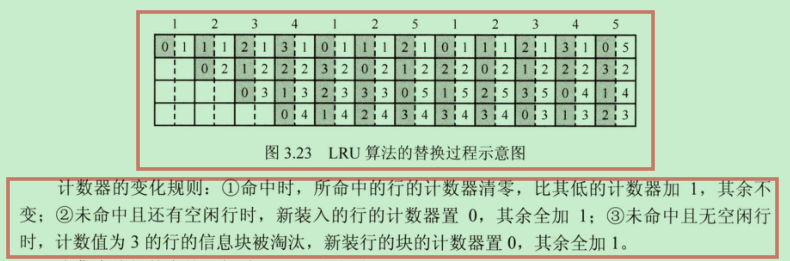 1 2 3 4 1 2 5 1 2 3 4 5
0 1 1 1 2 1 3 1 0 1 1 1 2 1 0 1 1 1 2 1 3 1 0 5
0 2 1 2 2 2 3 2 0 2 1 2 2 2 0 2 1 2 2 2 3 2
0 3 1 3 2 3 3 3 0 5 1 5 2 5 3 5 0 4 1 4
0 4 1 4 2 4 3 4 3 4 3 4 0 3 1 3 2 3
图 3.23 LRU 算法的替换过程示意图
计数器的变化规则：①命中时，所命中的行的计数器清零，比其低的计数器加 1，其余不
变；②未命中且还有空闲行时，新装入的行的计数器置 0，其余全加 1；③未命中且无空闲行
时，计数值为 3 的行的信息块被淘汰，新装行的块的计数器置 0，其余全加 1。